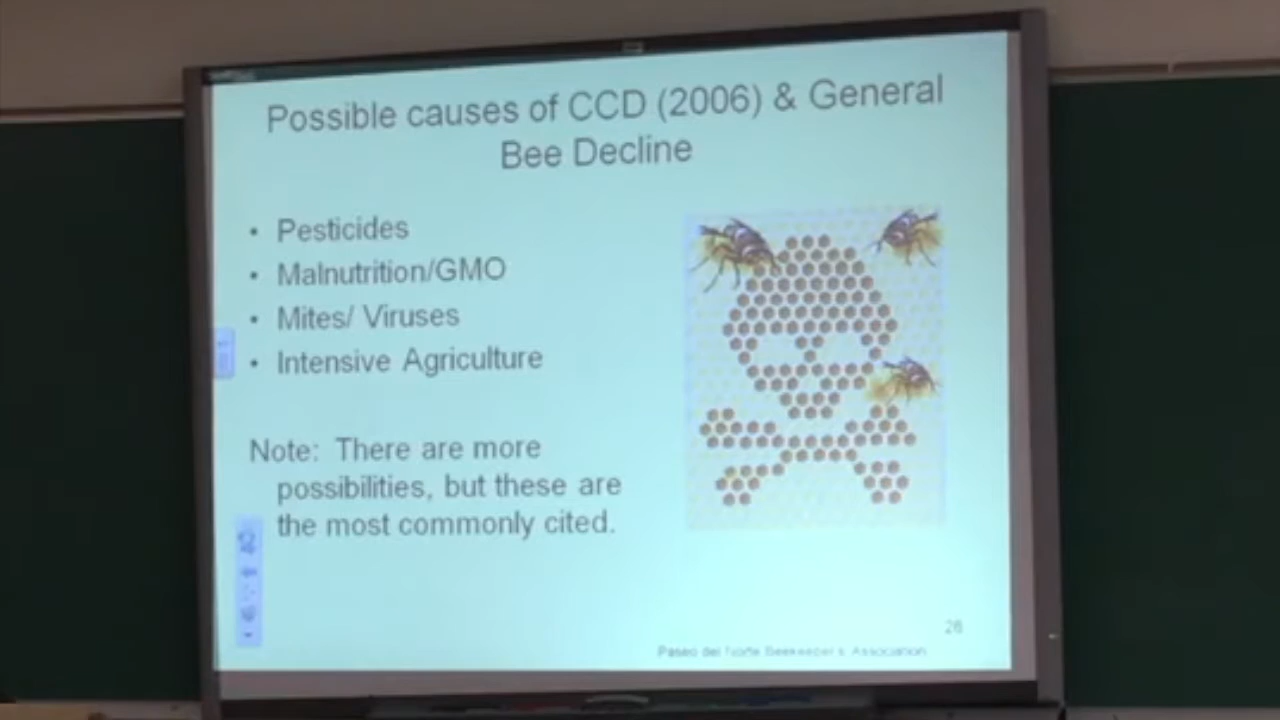 Possible causes of CCD (2006) & General
Bee Decline
• Pesticides
• Malnutrition/GMO
• Mites/ Viruses
• Intensive Agriculture
Note: There are more
possibilities, but these are
the most commonly cited.
26
Paseo del Norte Beekeeper's Association